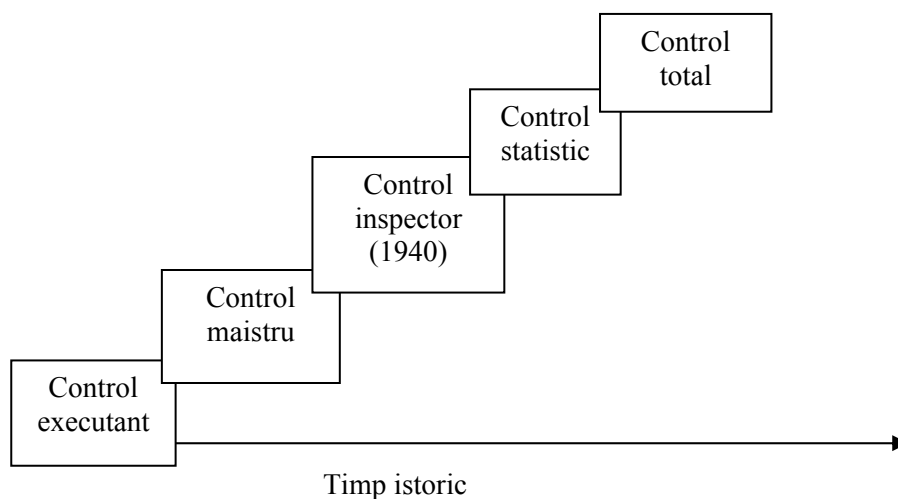 Control
total
Control
statistic
Control
inspector
(1940)
Control
maistru
Control
executant
Timp istoric